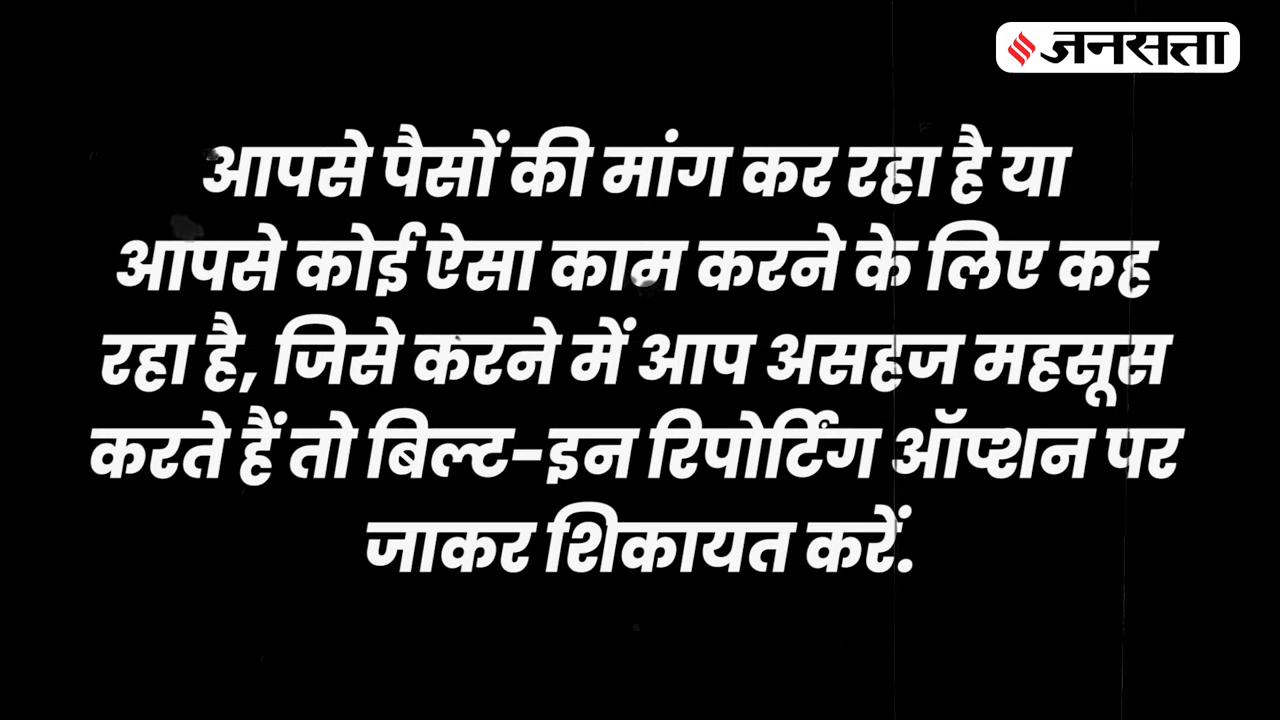 जनसत्ता
आपसे पैसों की मांग कर रहा है या
आपसे कोई ऐसा काम करने के लिए कह
रहा है, जिसे करने में आप असहज महसूस
करते हैं तो बिल्ट-इन रिपोर्टिंग ऑप्शन पर
जाकर शिकायत करें.